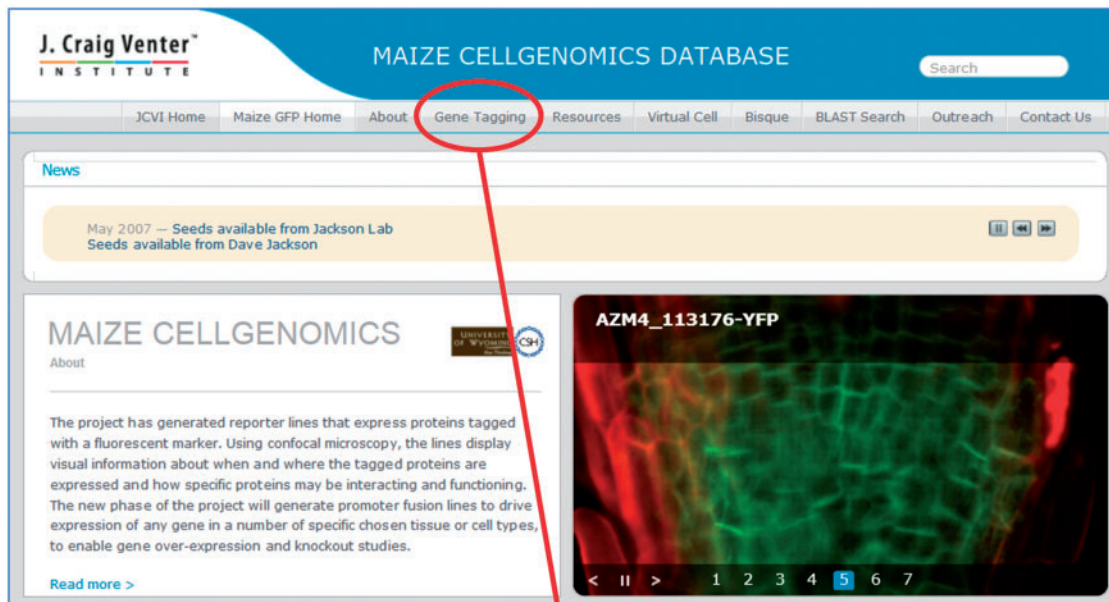 J. Craig Venter™
INSTITUTE
MAIZE CELLGENOMICS DATABASE
Search
JCVI Home Maize GFP Home About Gene Tagging Resources Virtual Cell Bisque BLAST Search Outreach Contact Us
News
May 2007 — Seeds available from Jackson Lab
Seeds available from Dave Jackson
MAIZE CELLGENOMICS
About
UNIVERSITY
OF WYOMING
CSH
The project has generated reporter lines that express proteins tagged
with a fluorescent marker. Using confocal microscopy, the lines display
visual information about when and where the tagged proteins are
expressed and how specific proteins may be interacting and functioning.
The new phase of the project will generate promoter fusion lines to drive
expression of any gene in a number of specific chosen tissue or cell types,
to enable gene over-expression and knockout studies.
Read more >
AZM4_113176-YFP
< II > 1 2 3 4 5 6 7